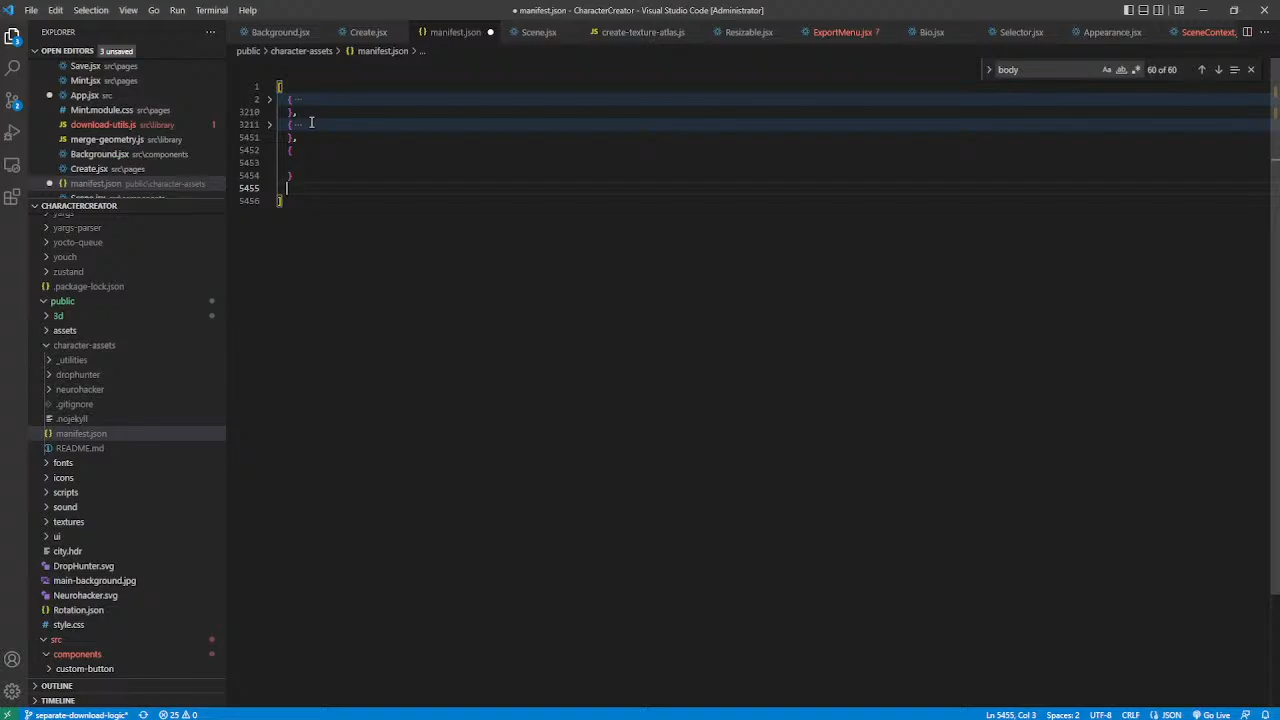 File Edit Selection View Go Run Terminal Help
● manifest.json - CharacterCreator - Visual Studio Code [Administrator]
EXPLORER
Background.jsx Create.jsx manifest.json ● Scene.jsx create-texture-atlas.js Resizable.jsx ExportMenu.jsx 7 Bio.jsx Selector.jsx Appearance.jsx SceneContext.
public > character-assets > manifest.json > ...
body
Aa ab 60 of 60
OPEN EDITORS 3 unsaved
Save.jsx src\pages
Mint.jsx src\pages
App.jsx src
Mint.module.css src\pages
download-utils.js src\library 1
merge-geometry.js src\library
Background.jsx src\components
Create.jsx src\pages
manifest.json public\character-assets
CHARACTERCREATOR
yargs
yargs-parser
yocto-queue
youch
zustand
.package-lock.json
public
3d
assets
character-assets
_utilities
drophunter
neurohacker
.gitignore
.nojekyll
manifest.json
README.md
fonts
icons
scripts
sound
textures
ui
city.hdr
DropHunter.svg
main-background.jpg
Neurohacker.svg
Rotation.json
style.css
src
components
custom-button
OUTLINE
TIMELINE
1 [
2 { ...
3210 },
3211 { ...
5451 },
5452 {
5453
5454 }
5455
5456 ]
3
2
separate-download-logic* 25 0
Ln 5455, Col 3 Spaces: 2 UTF-8 CRLF {} JSON Go Live